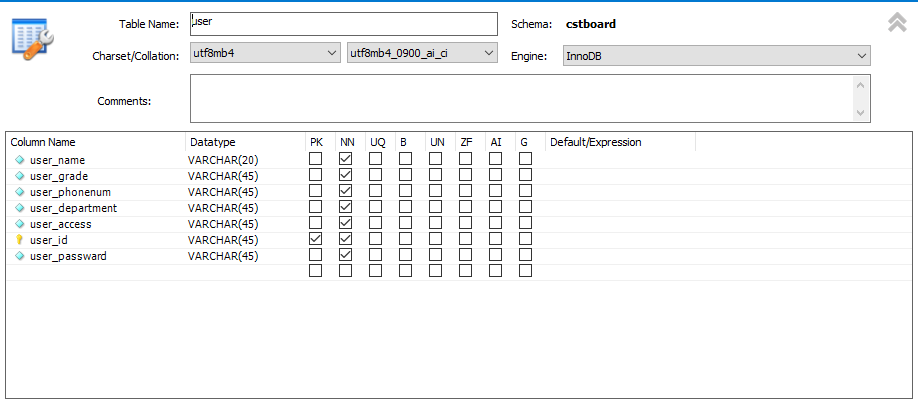 Table Name: user Schema: cstboard
Charset/Collation: utf8mb4 utf8mb4_0900_ai_ci Engine: InnoDB
Comments:
Column Name Datatype PK NN UQ B UN ZF AI G Default/Expression
user_name VARCHAR(20)
user_grade VARCHAR(45)
user_phonenum VARCHAR(45)
user_department VARCHAR(45)
user_access VARCHAR(45)
user_id VARCHAR(45)
user_passward VARCHAR(45)